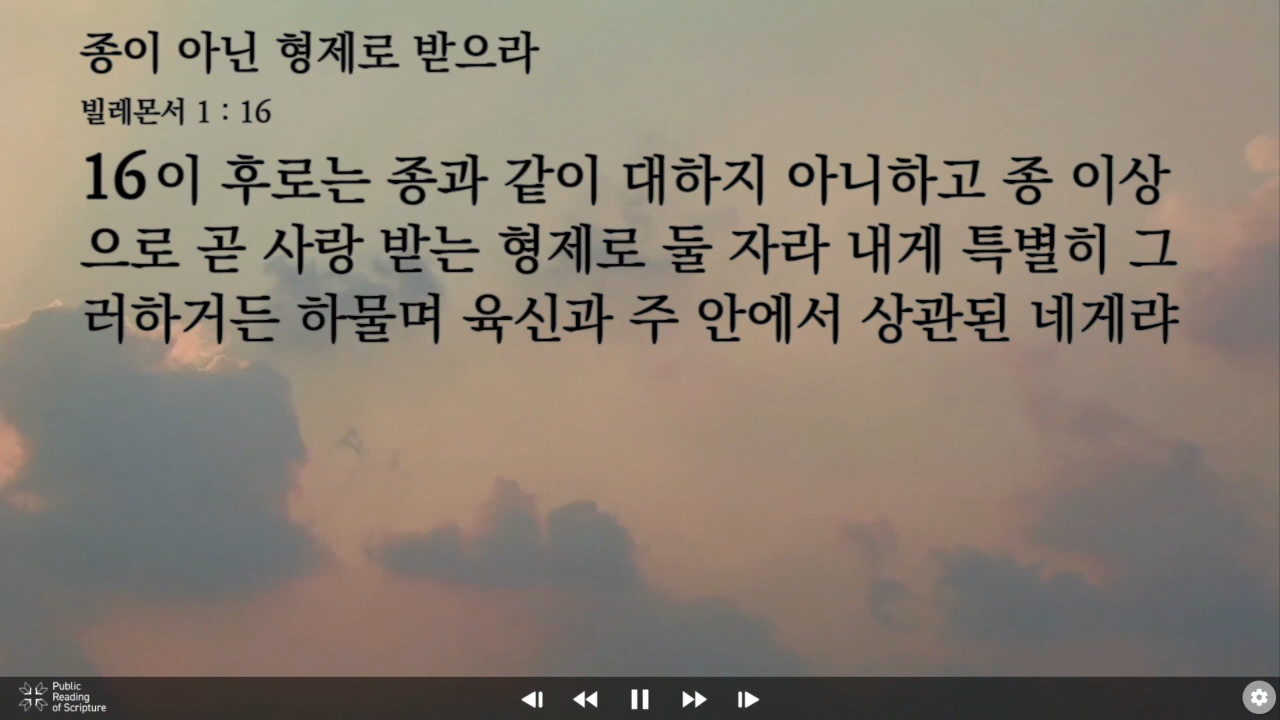 종이 아닌 형제로 받으라
빌레몬서 1 : 16
16 이 후로는 종과 같이 대하지 아니하고 종 이상
으로 곧 사랑 받는 형제로 둘 자라 내게 특별히 그
러하거든 하물며 육신과 주 안에서 상관된 네게랴
Public
Reading
of Scripture